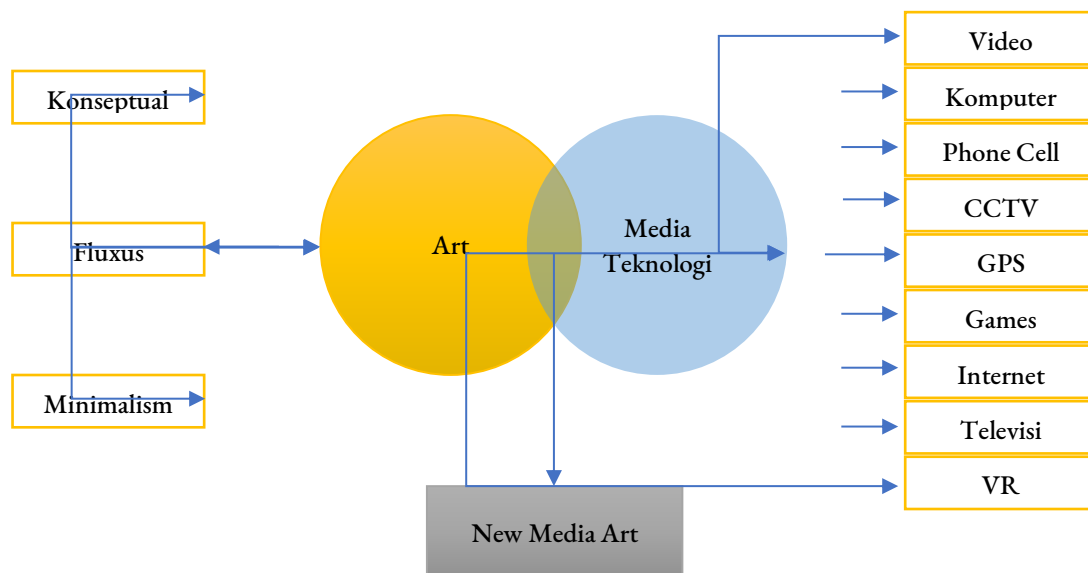 Konseptual
Fluxus
Minimalism
Art
Media
Teknologi
New Media Art
Video
Komputer
Phone Cell
CCTV
GPS
Games
Internet
Televisi
VR